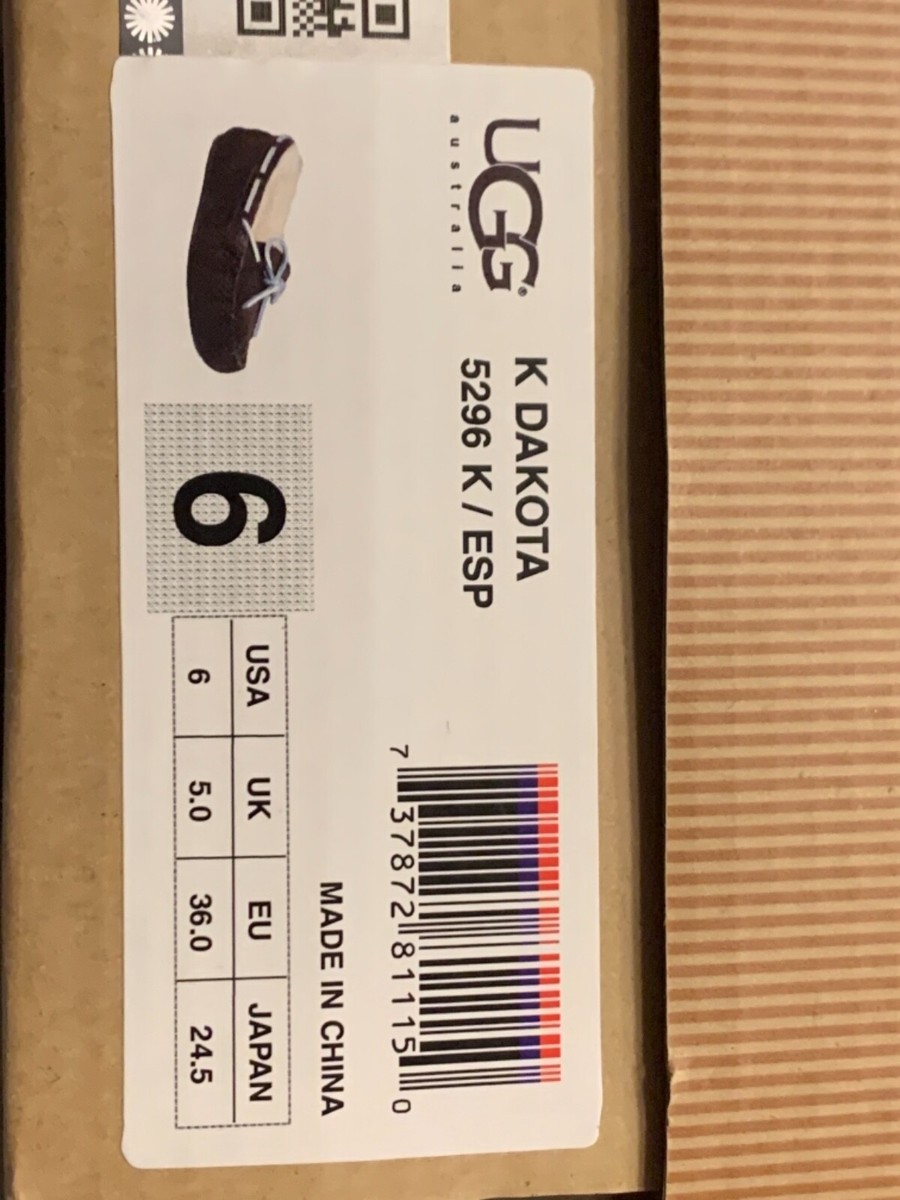 UGG®
australia
K DAKOTA
5296 K / ESP
7 37872 81115 0
MADE IN CHINA
6
USA UK EU JAPAN
6 5.0 36.0 24.5